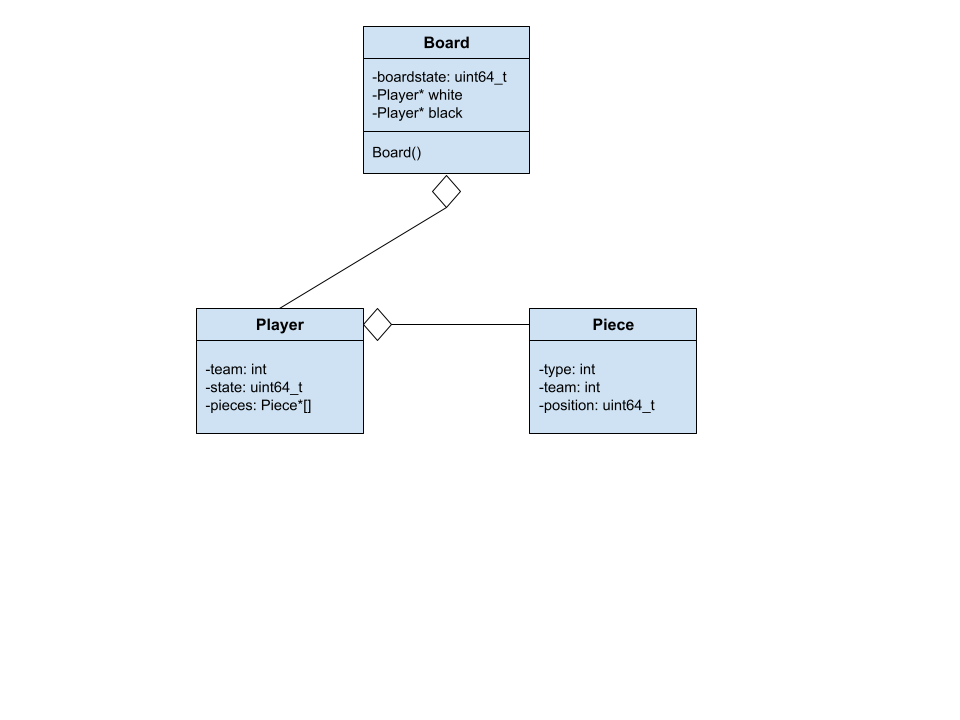 Board
-boardstate: uint64_t
-Player* white
-Player* black
Board()
Player
-team: int
-state: uint64_t
-pieces: Piece*[]
Piece
-type: int
-team: int
-position: uint64_t